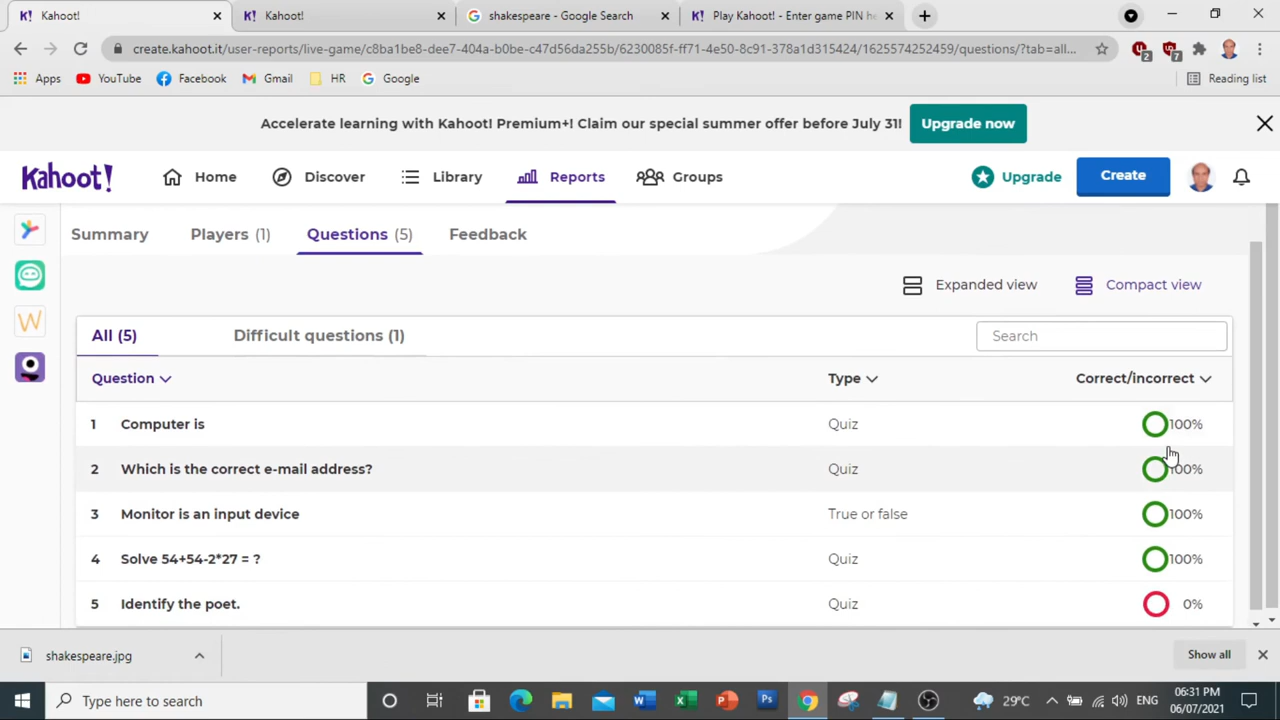 Kahoot!
Kahoot!
shakespeare - Google Search
Play Kahoot! - Enter game PIN he
create.kahoot.it/user-reports/live-game/c8ba1be8-dee7-404a-b0be-c47d56da255b/6230085f-ff71-4e50-8c91-378a1d315424/1625574252459/questions/?tab=all...
2
7
Apps YouTube Facebook Gmail HR Google Reading list
Accelerate learning with Kahoot! Premium+! Claim our special summer offer before July 31! Upgrade now
Kahoot! Home Discover Library Reports Groups Upgrade Create
Summary Players (1) Questions (5) Feedback
Expanded view Compact view
All (5) Difficult questions (1) Search
Question Type Correct/incorrect
1 Computer is Quiz 100%
2 Which is the correct e-mail address? Quiz 100%
3 Monitor is an input device True or false 100%
4 Solve 54+54-2*27 = ? Quiz 100%
5 Identify the poet. Quiz 0%
shakespeare.jpg Show all
Type here to search 29°C ENG 06:31 PM
06/07/2021